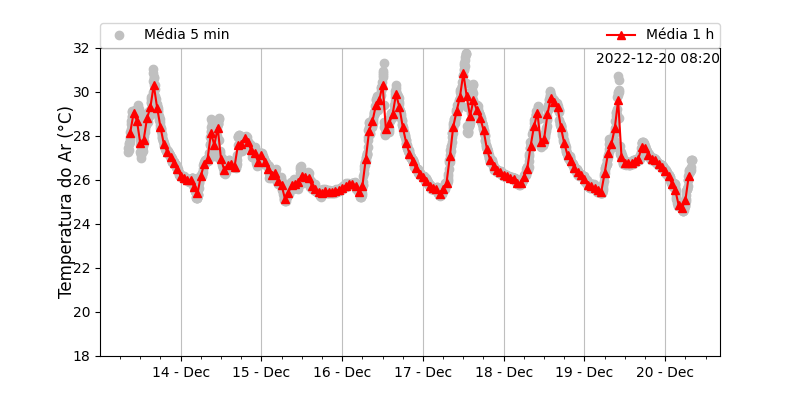 Média 5 min
Média 1 h
2022-12-20 08:20
Temperatura do Ar (°C)
32
30
28
26
24
22
20
18
14 - Dec
15 - Dec
16 - Dec
17 - Dec
18 - Dec
19 - Dec
20 - Dec